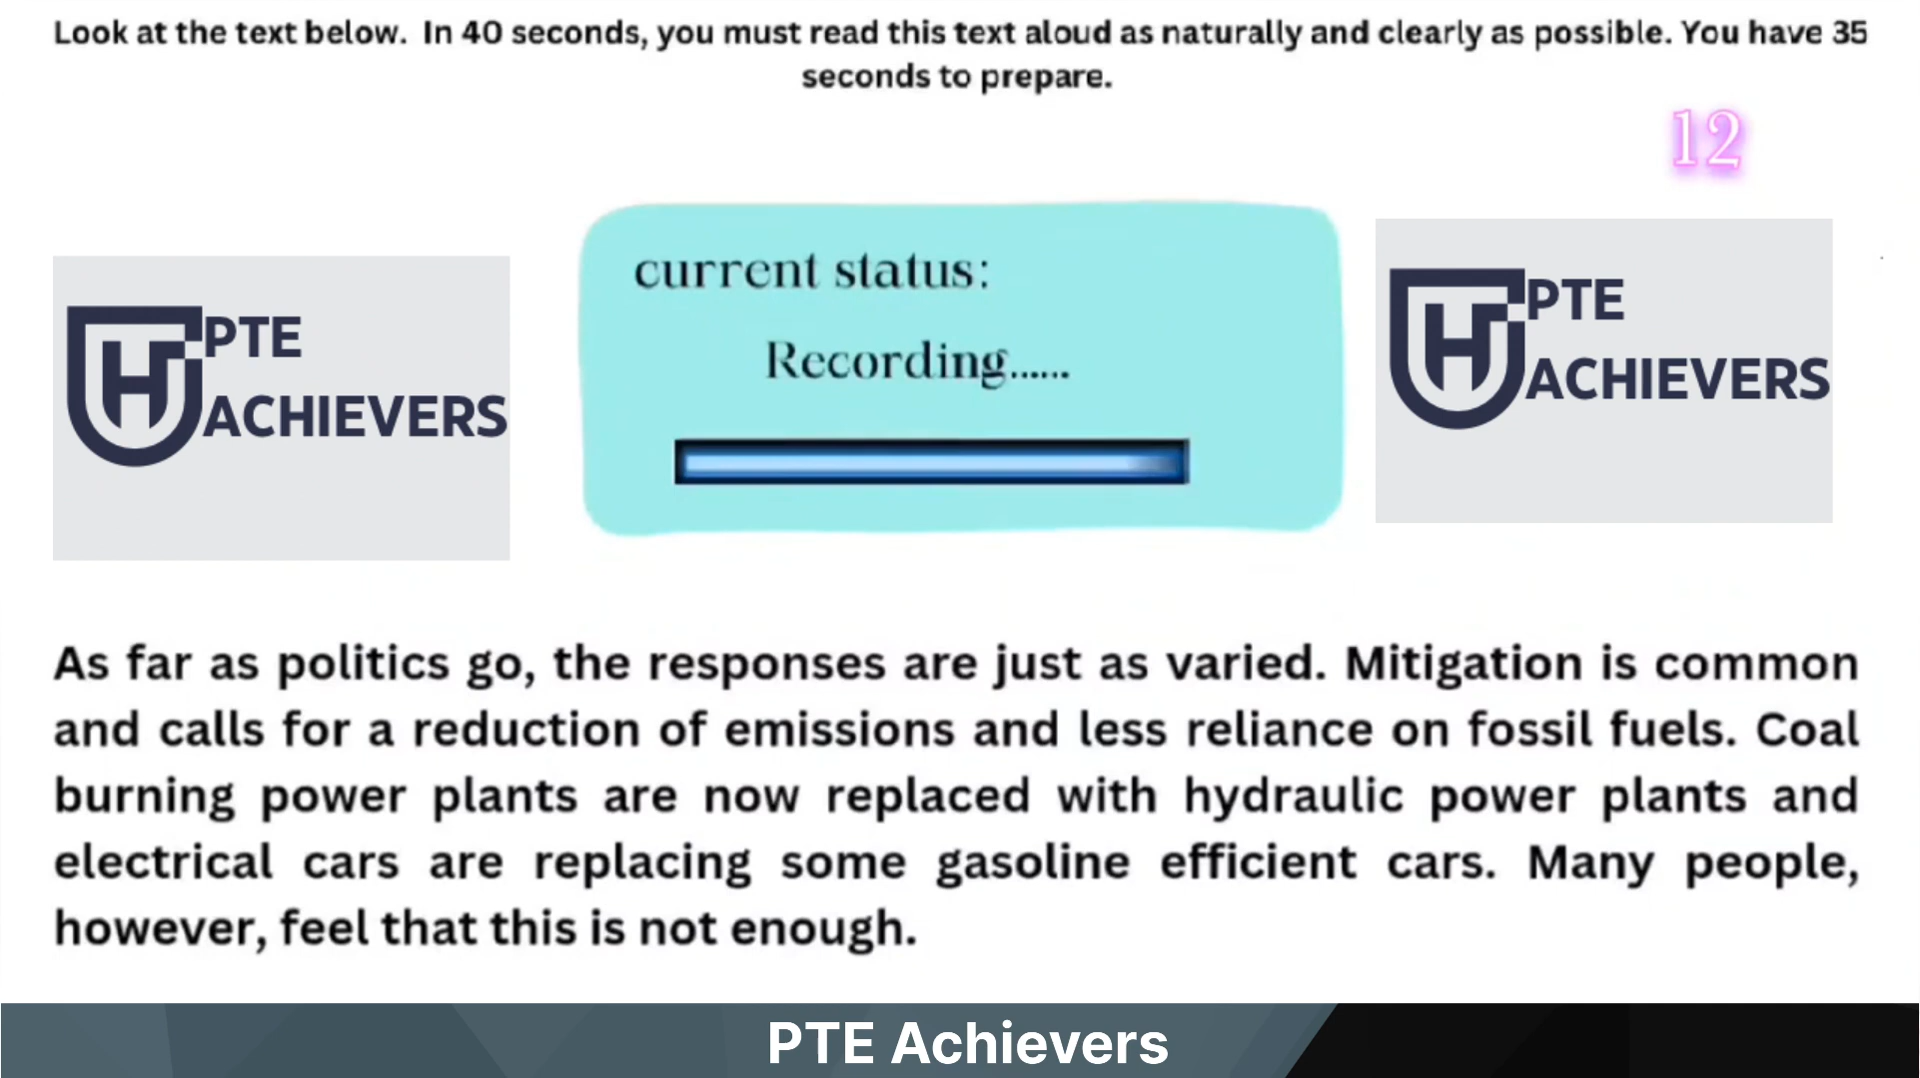 Look at the text below. In 40 seconds, you must read this text aloud as naturally and clearly as possible. You have 35
seconds to prepare.
12
current status:
Recording......
PTE
ACHIEVERS
PTE
ACHIEVERS
As far as politics go, the responses are just as varied. Mitigation is common
and calls for a reduction of emissions and less reliance on fossil fuels. Coal
burning power plants are now replaced with hydraulic power plants and
electrical cars are replacing some gasoline efficient cars. Many people,
however, feel that this is not enough.
PTE Achievers